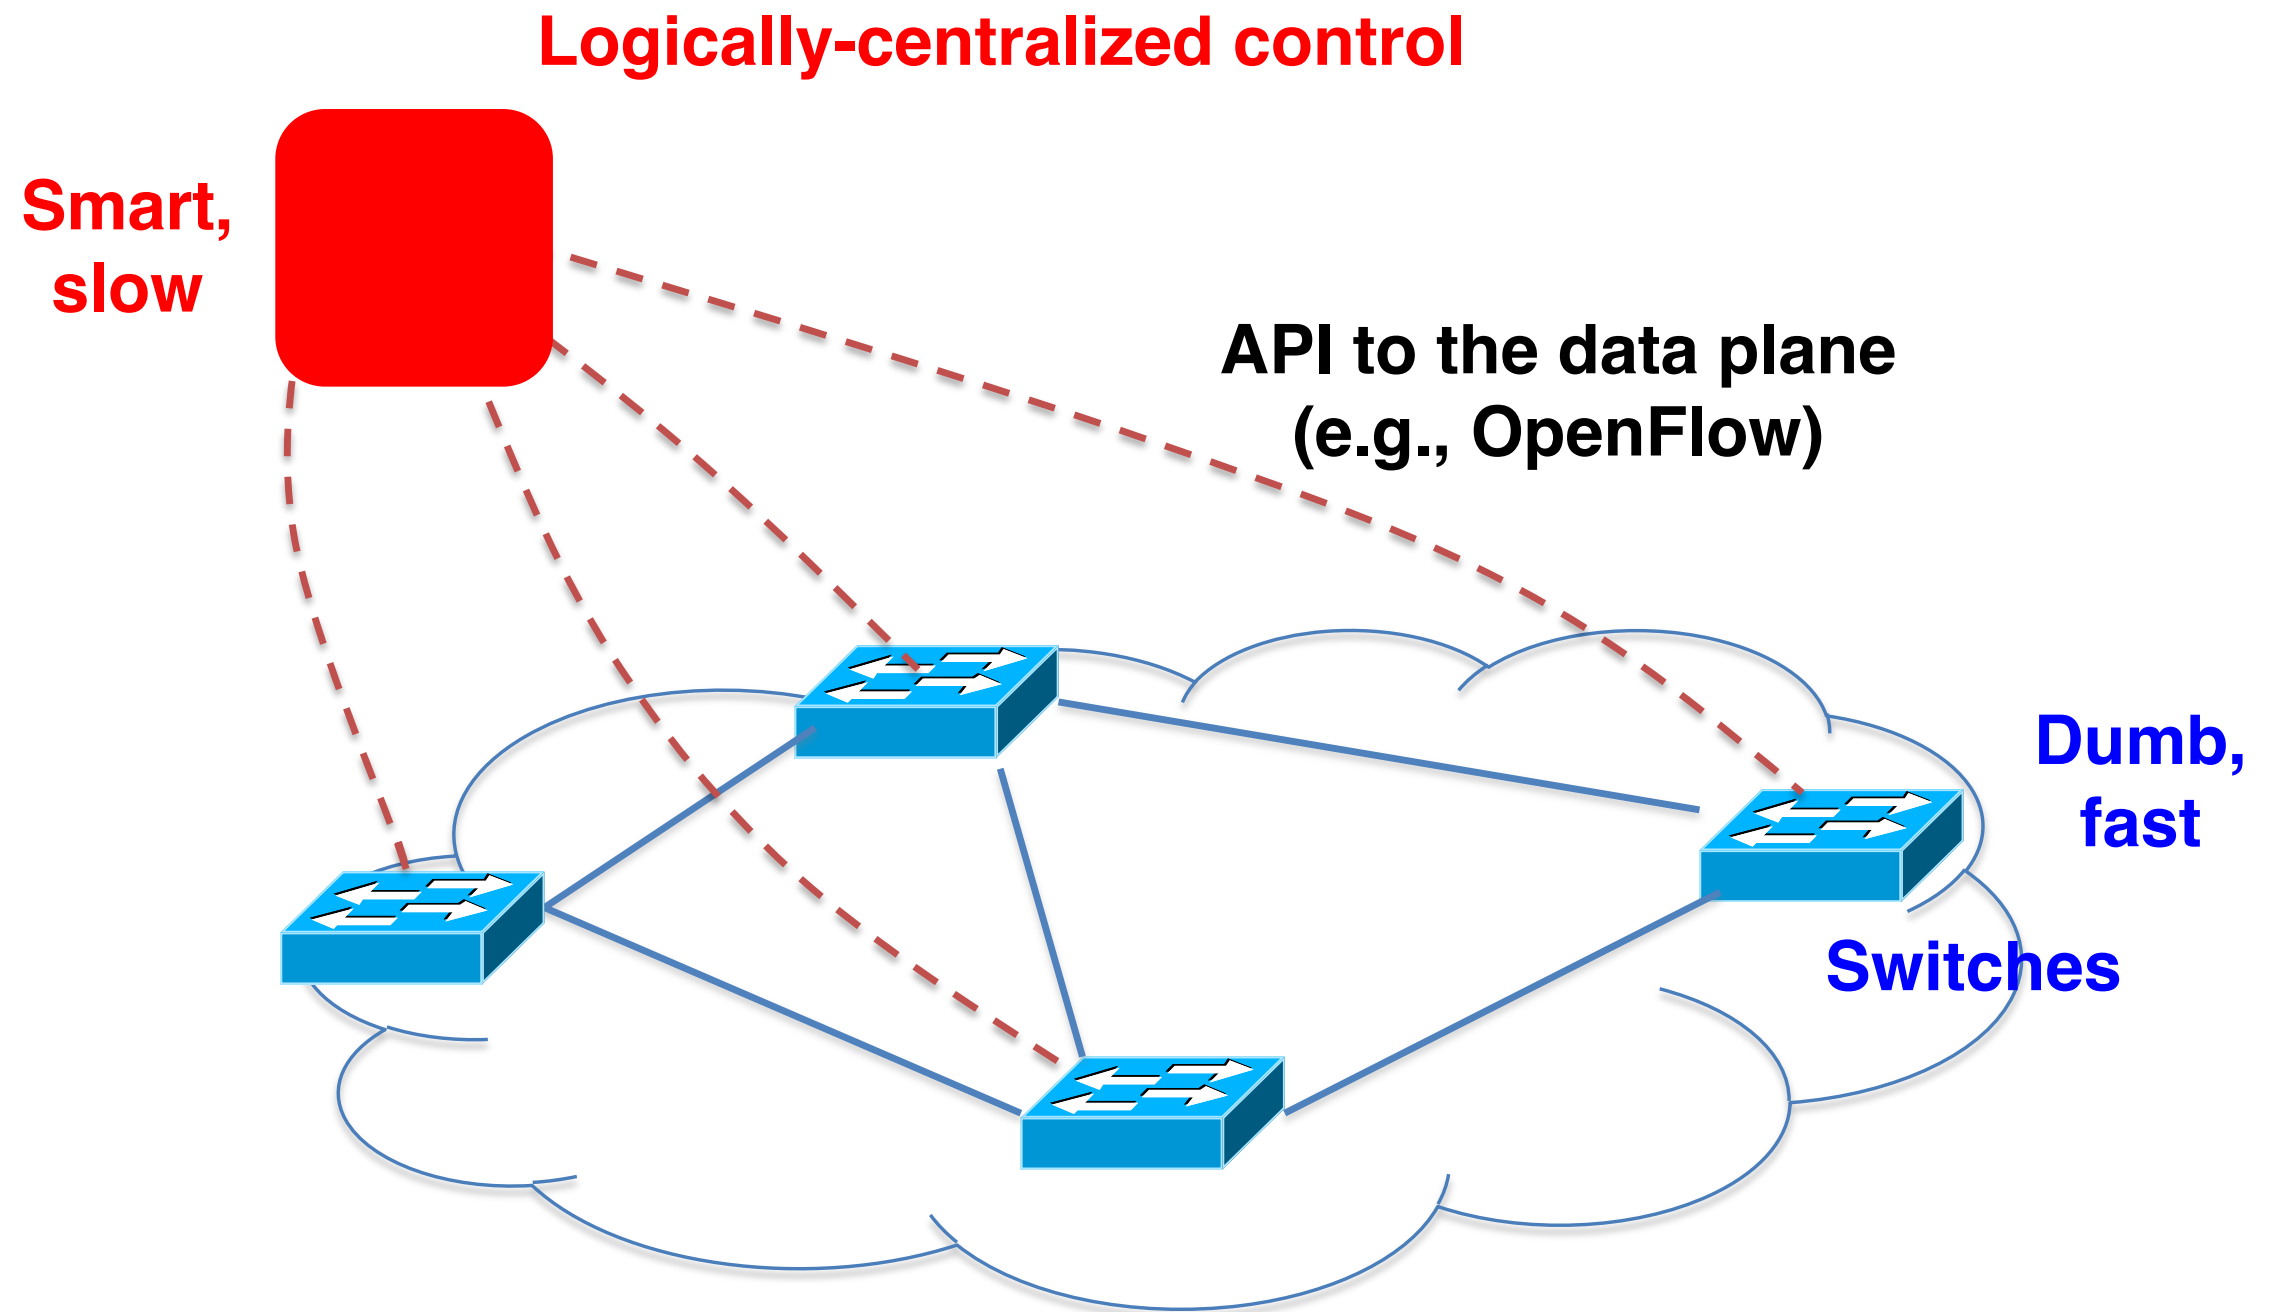 Logically-centralized control
Smart,
slow
API to the data plane
(e.g., OpenFlow)
Dumb,
fast
Switches